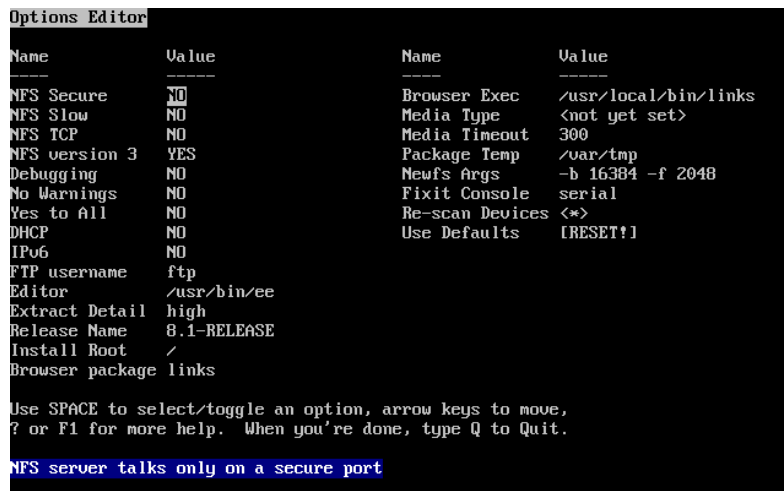 Options Editor
Name Value Name Value
---- ----- ---- -----
NFS Secure NO Browser Exec /usr/local/bin/links
NFS Slow NO Media Type <not yet set>
NFS TCP NO Media Timeout 300
NFS version 3 YES Package Temp /var/tmp
Debugging NO Newfs Args -b 16384 -f 2048
No Warnings NO Fixit Console serial
Yes to All NO Re-scan Devices <*>
DHCP NO Use Defaults [RESET!]
IPv6 NO
FTP username ftp
Editor /usr/bin/ee
Extract Detail high
Release Name 8.1-RELEASE
Install Root /
Browser package links
Use SPACE to select/toggle an option, arrow keys to move,
? or F1 for more help. When you're done, type Q to Quit.
NFS server talks only on a secure port